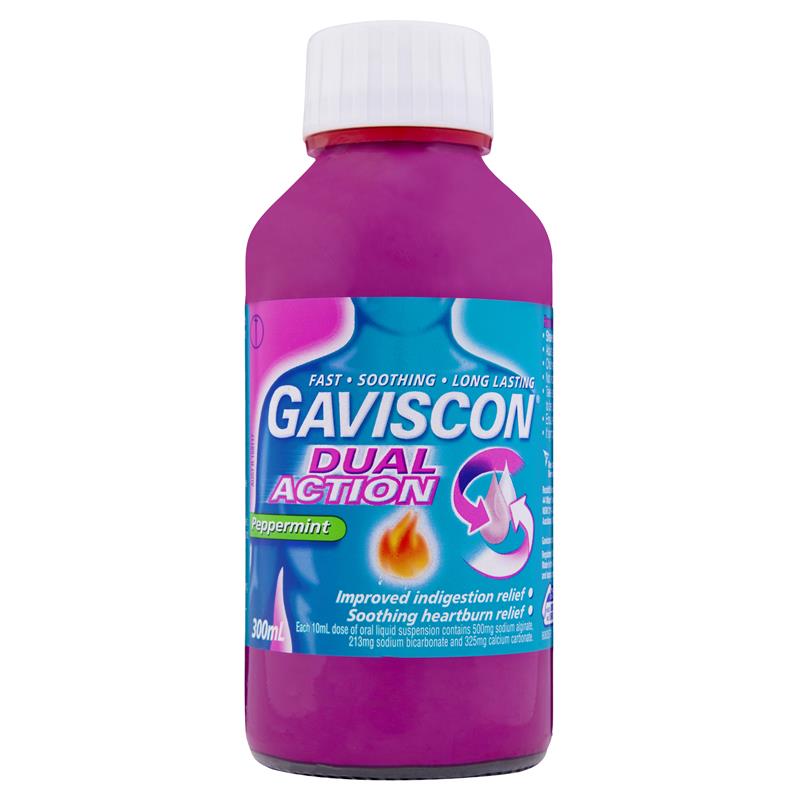 FAST • SOOTHING • LONG LASTING
GAVISCON®
DUAL
ACTION
Peppermint
Improved indigestion relief •
Soothing heartburn relief •
300mL
Each 10mL dose of oral liquid suspension contains 500mg sodium alginate,
213mg sodium bicarbonate and 325mg calcium carbonate.